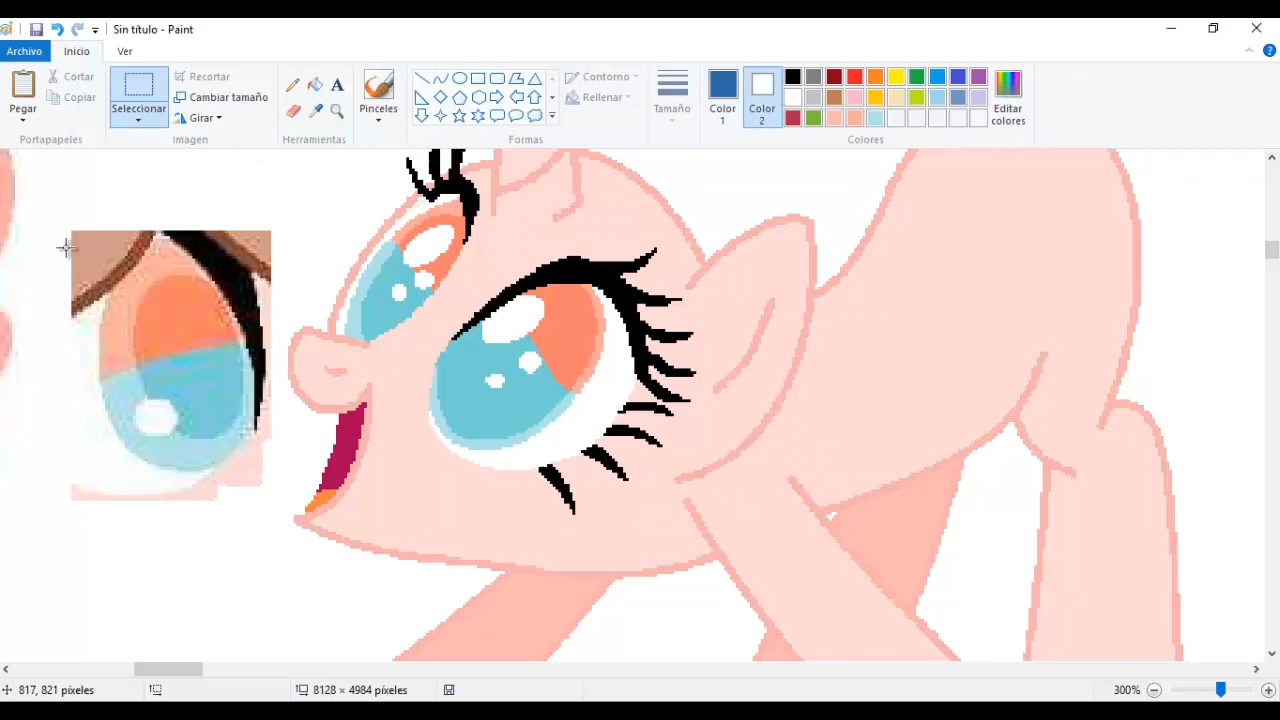 Sin título - Paint
Archivo Inicio Ver
Pegar
Cortar
Copiar
Portapapeles
Seleccionar
Recortar
Cambiar tamaño
Girar
Imagen
Herramientas
A
Pinceles
Formas
Contorno
Rellenar
Tamaño
Color
1
Color
2
Editar
colores
Colores
817, 821 píxeles
8128 × 4984 píxeles
300%